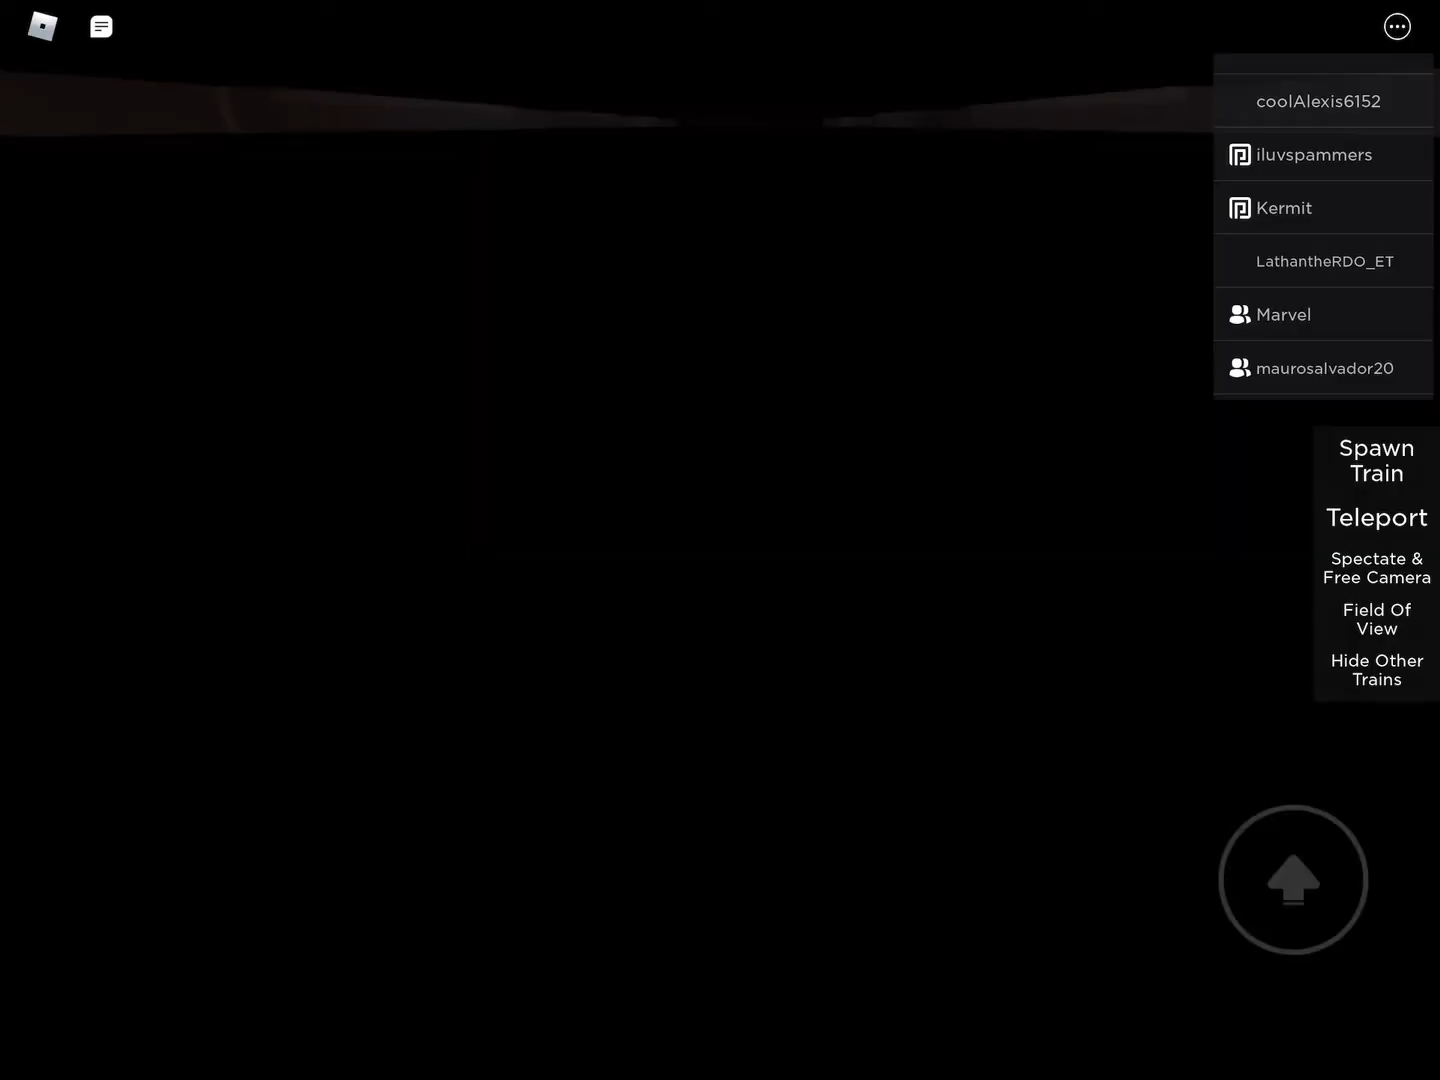 coolAlexis6152
iluvspammers
Kermit
LathantheRDO_ET
Marvel
maurosalvador20
Spawn
Train
Teleport
Spectate &
Free Camera
Field Of
View
Hide Other
Trains